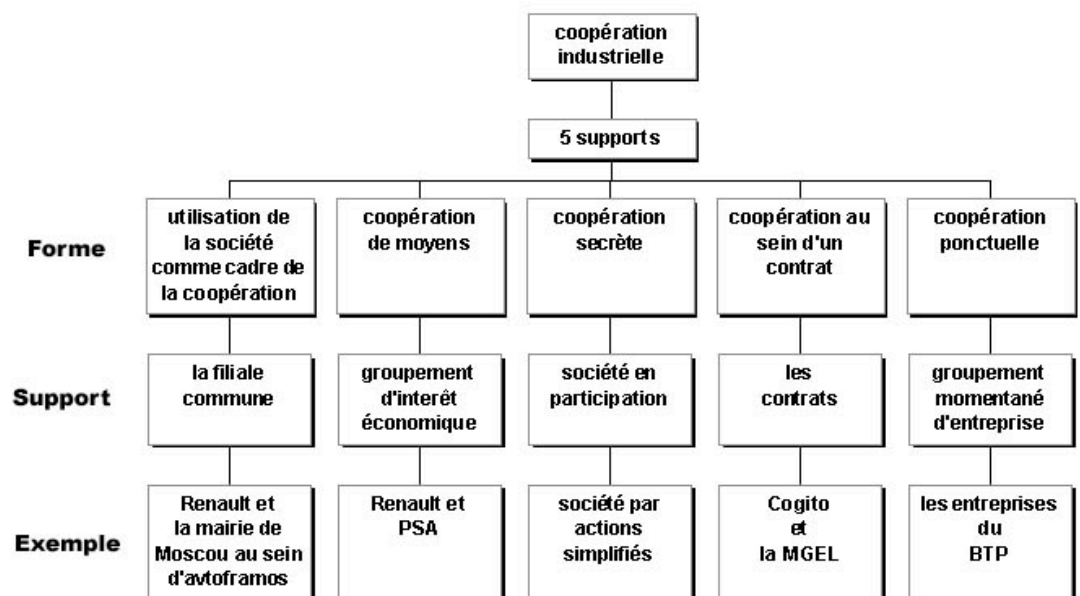 coopération
industrielle
5 supports
Forme
utilisation de
la société
comme cadre de
la coopération
coopération
de moyens
coopération
secrète
coopération au
sein d'un
contrat
coopération
ponctuelle
Support
la filiale
commune
groupement
d'interêt
économique
société en
participation
les
contrats
groupement
momentané
d'entreprise
Exemple
Renault et
la mairie de
Moscou au sein
d'avtoframos
Renault et
PSA
société par
actions
simplifiés
Cogito
et
la MGEL
les entreprises
du
BTP